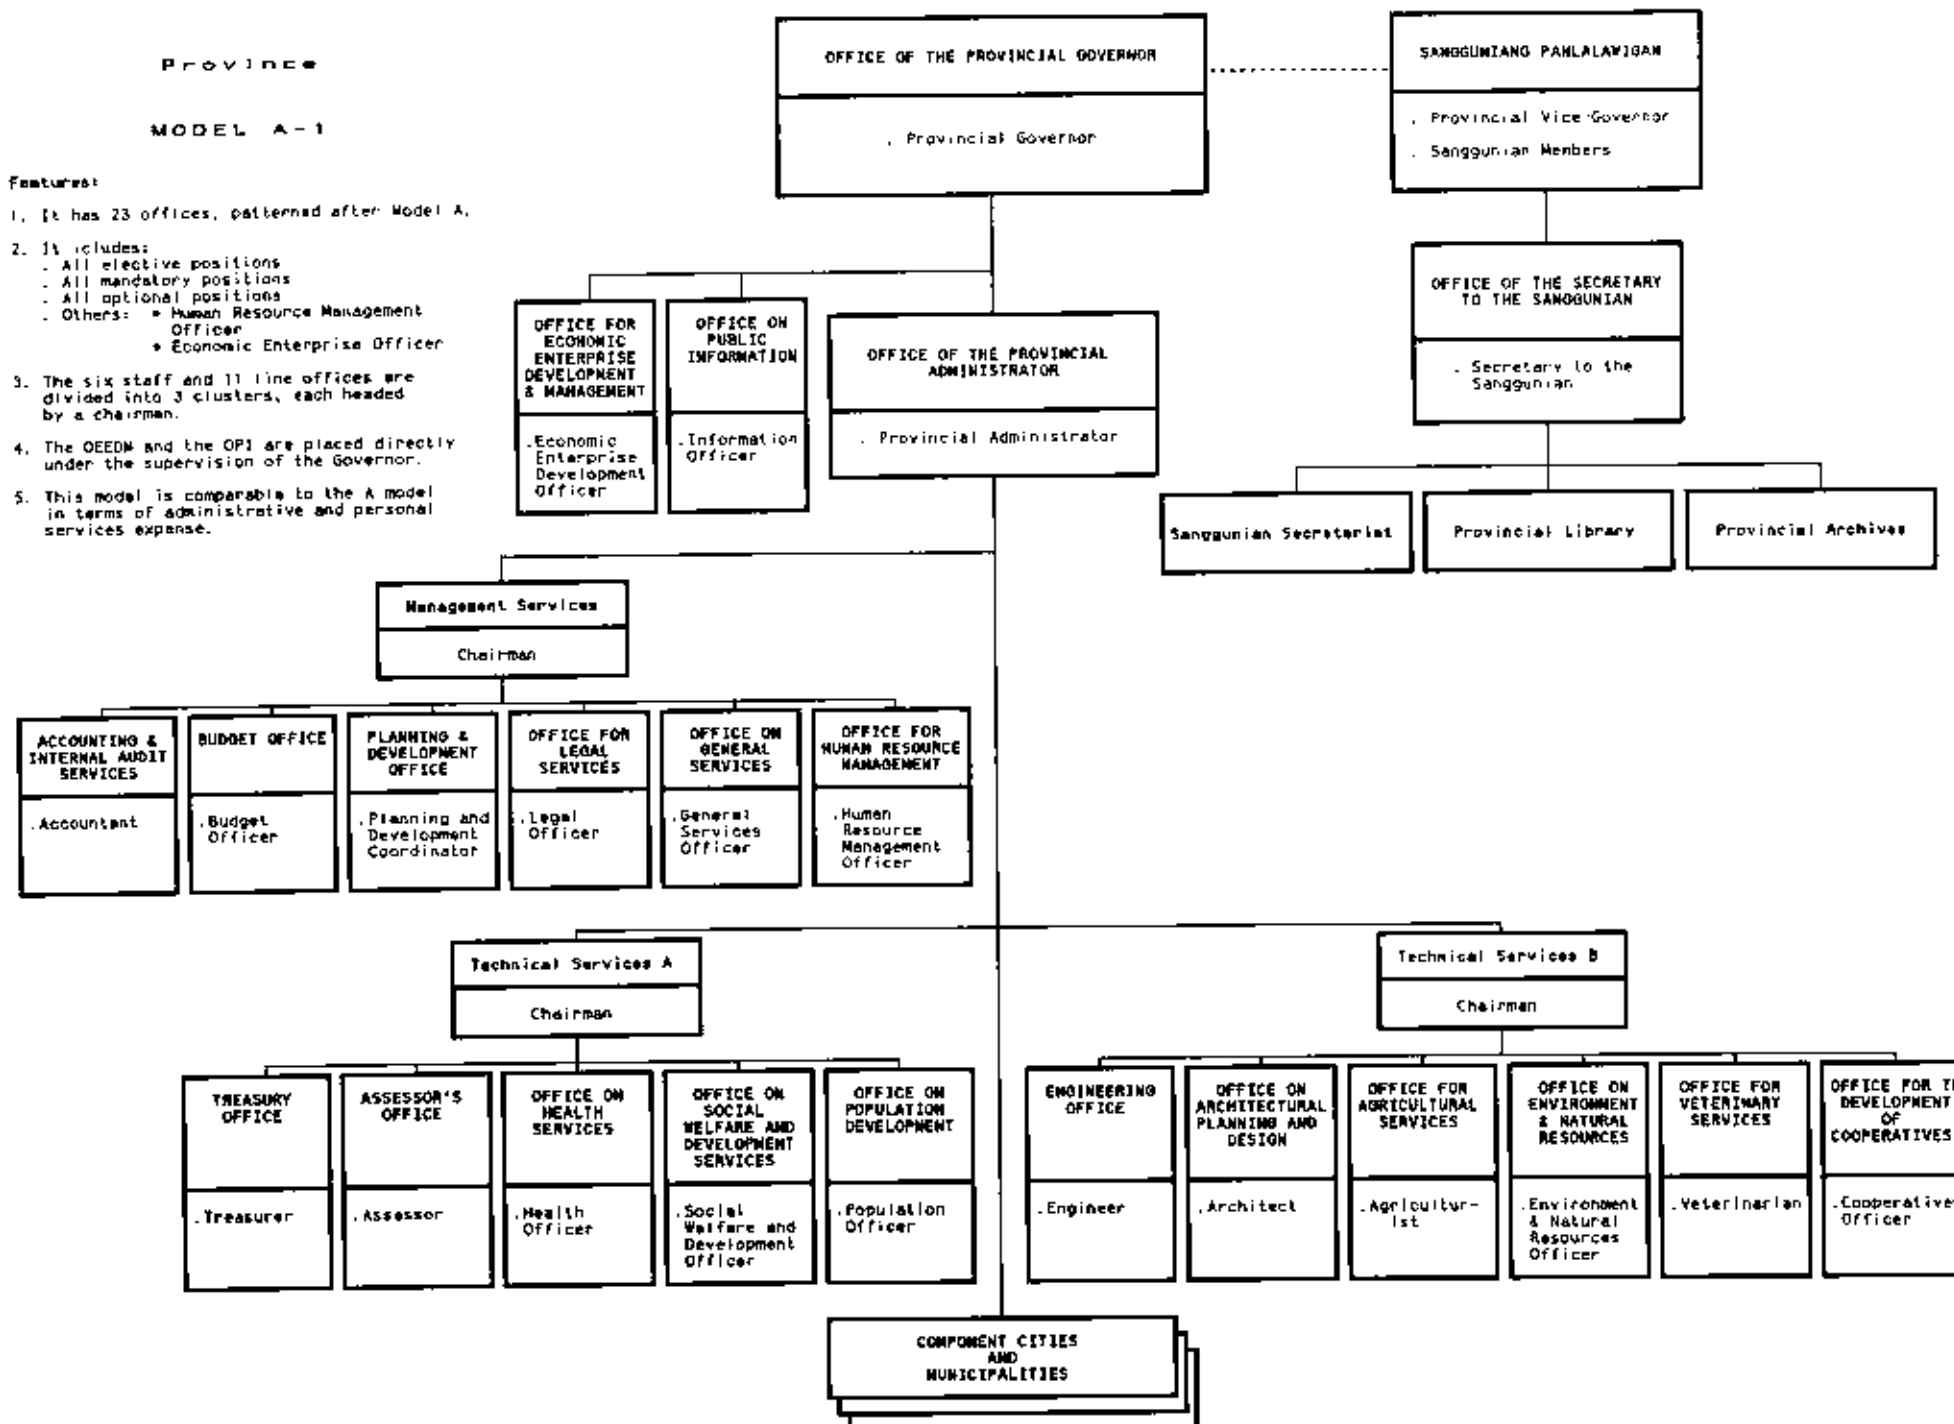 Province
MODEL A-1
Features:
1. It has 23 offices, patterned after Model A.
2. It icludes:
. All elective positions
. All mandatory positions
. All optional positions
. Others: * Human Resource Management
Officer
* Economic Enterprise Officer
3. The six staff and 11 line offices are
divided into 3 clusters, each headed
by a chairman.
4. The OEEDM and the OPI are placed directly
under the supervision of the Governor.
5. This model is comparable to the A model
in terms of administrative and personal
services expense.
OFFICE OF THE PROVINCIAL GOVERNOR
. Provincial Governor
SANGGUNIANG PANLALAWIGAN
. Provincial Vice-Governor
. Sanggunian Members
OFFICE OF THE SECRETARY
TO THE SANGGUNIAN
. Secretary to the
Sanggunian
Sanggunian Secretariat
Provincial Library
Provincial Archives
OFFICE FOR
ECONOMIC
ENTERPRISE
DEVELOPMENT
& MANAGEMENT
.Economic
Enterprise
Development
Officer
OFFICE ON
PUBLIC
INFORMATION
.Information
Officer
OFFICE OF THE PROVINCIAL
ADMINISTRATOR
. Provincial Administrator
Management Services
Chairman
ACCOUNTING &
INTERNAL AUDIT
SERVICES
.Accountant
BUDGET OFFICE
.Budget
Officer
PLANNING &
DEVELOPMENT
OFFICE
.Planning and
Development
Coordinator
OFFICE FOR
LEGAL
SERVICES
.Legal
Officer
OFFICE ON
GENERAL
SERVICES
.General
Services
Officer
OFFICE FOR
HUMAN RESOURCE
MANAGEMENT
.Human
Resource
Management
Officer
Technical Services A
Chairman
TREASURY
OFFICE
.Treasurer
ASSESSOR'S
OFFICE
.Assessor
OFFICE ON
HEALTH
SERVICES
.Health
Officer
OFFICE ON
SOCIAL
WELFARE AND
DEVELOPMENT
SERVICES
.Social
Welfare and
Development
Officer
OFFICE ON
POPULATION
DEVELOPMENT
.Population
Officer
Technical Services B
Chairman
ENGINEERING
OFFICE
.Engineer
OFFICE ON
ARCHITECTURAL
PLANNING AND
DESIGN
.Architect
OFFICE FOR
AGRICULTURAL
SERVICES
.Agricultur-
ist
OFFICE ON
ENVIRONMENT
& NATURAL
RESOURCES
.Environment
& Natural
Resources
Officer
OFFICE FOR
VETERINARY
SERVICES
.Veterinarian
OFFICE FOR TH
DEVELOPMENT
OF
COOPERATIVES
.Cooperative
Officer
COMPONENT CITIES
AND
MUNICIPALITIES